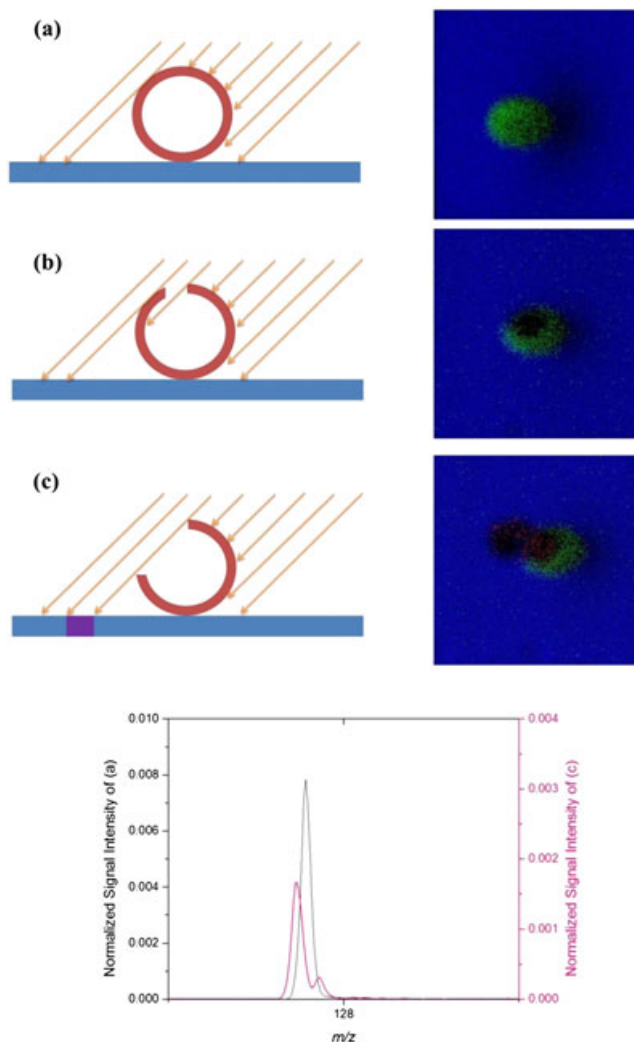 (a)
(b)
(c)
Normalized Signal Intensity of (a)
0.010
0.008
0.006
0.004
0.002
0.000
128
m/z
0.004
0.003
0.002
0.001
0.000
Normalized Signal Intensity of (c)